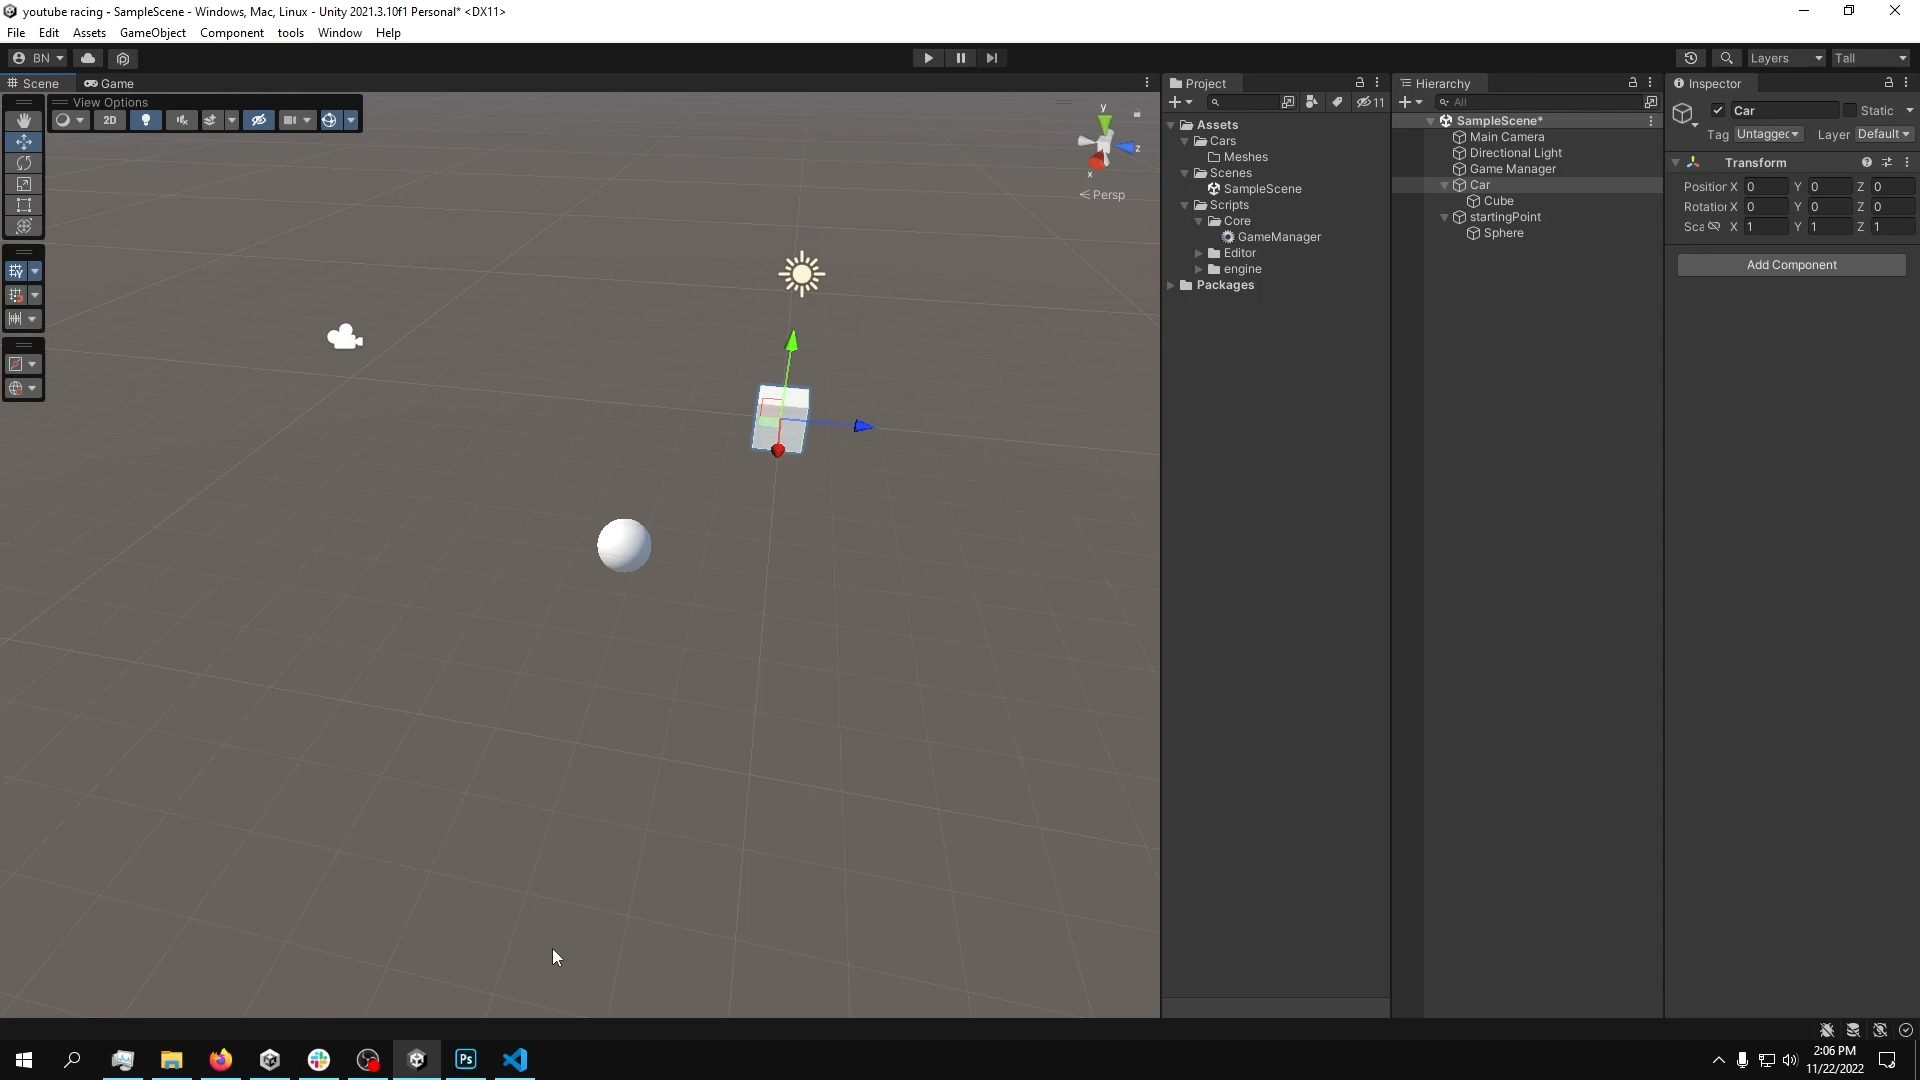 youtube racing - SampleScene - Windows, Mac, Linux - Unity 2021.3.10f1 Personal* <DX11>
File Edit Assets GameObject Component tools Window Help
BN
Layers
Tall
Scene
Game
View Options
2D
y
z
x
Persp
Project
11
Assets
Cars
Meshes
Scenes
SampleScene
Scripts
Core
GameManager
Editor
engine
Packages
Hierarchy
All
SampleScene*
Main Camera
Directional Light
Game Manager
Car
Cube
startingPoint
Sphere
Inspector
Car
Static
Tag Untaggec Layer Default
Transform
Position X 0 Y 0 Z 0
Rotation X 0 Y 0 Z 0
Sca X 1 Y 1 Z 1
Add Component
Ps
2:06 PM
11/22/2022